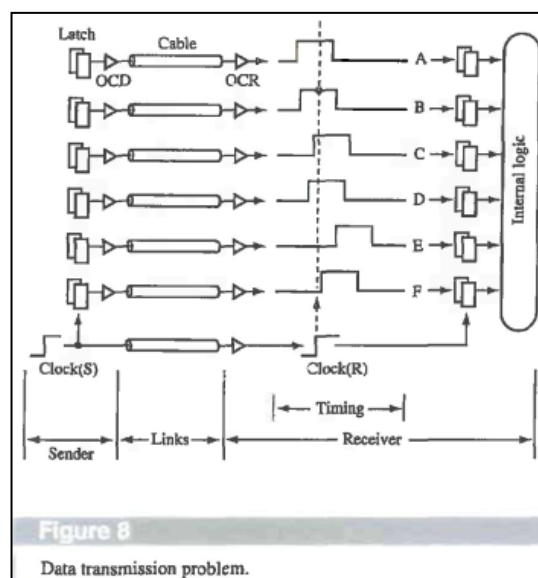 Latch
Cable
OCD
OCR
A
B
C
D
E
F
Internal logic
Clock(S)
Clock(R)
Timing
Links
Receiver
Sender
Figure 8
Data transmission problem.